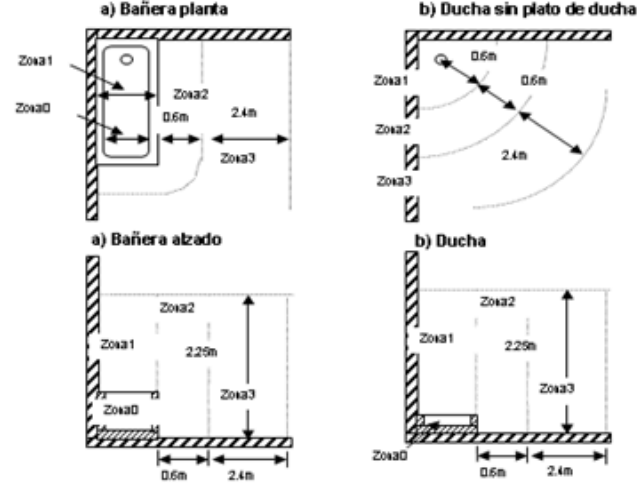 a) Bañera planta
Zona1
Zona0
Zona2
0.6m
2.4m
Zona3
b) Ducha sin plato de ducha
0.6m
0.6m
2.4m
Zona1
Zona2
Zona3
a) Bañera alzado
Zona2
Zona1
2.25m
Zona3
Zona0
0.6m
2.4m
b) Ducha
Zona2
Zona1
2.25m
Zona3
Zona0
0.6m
2.4m